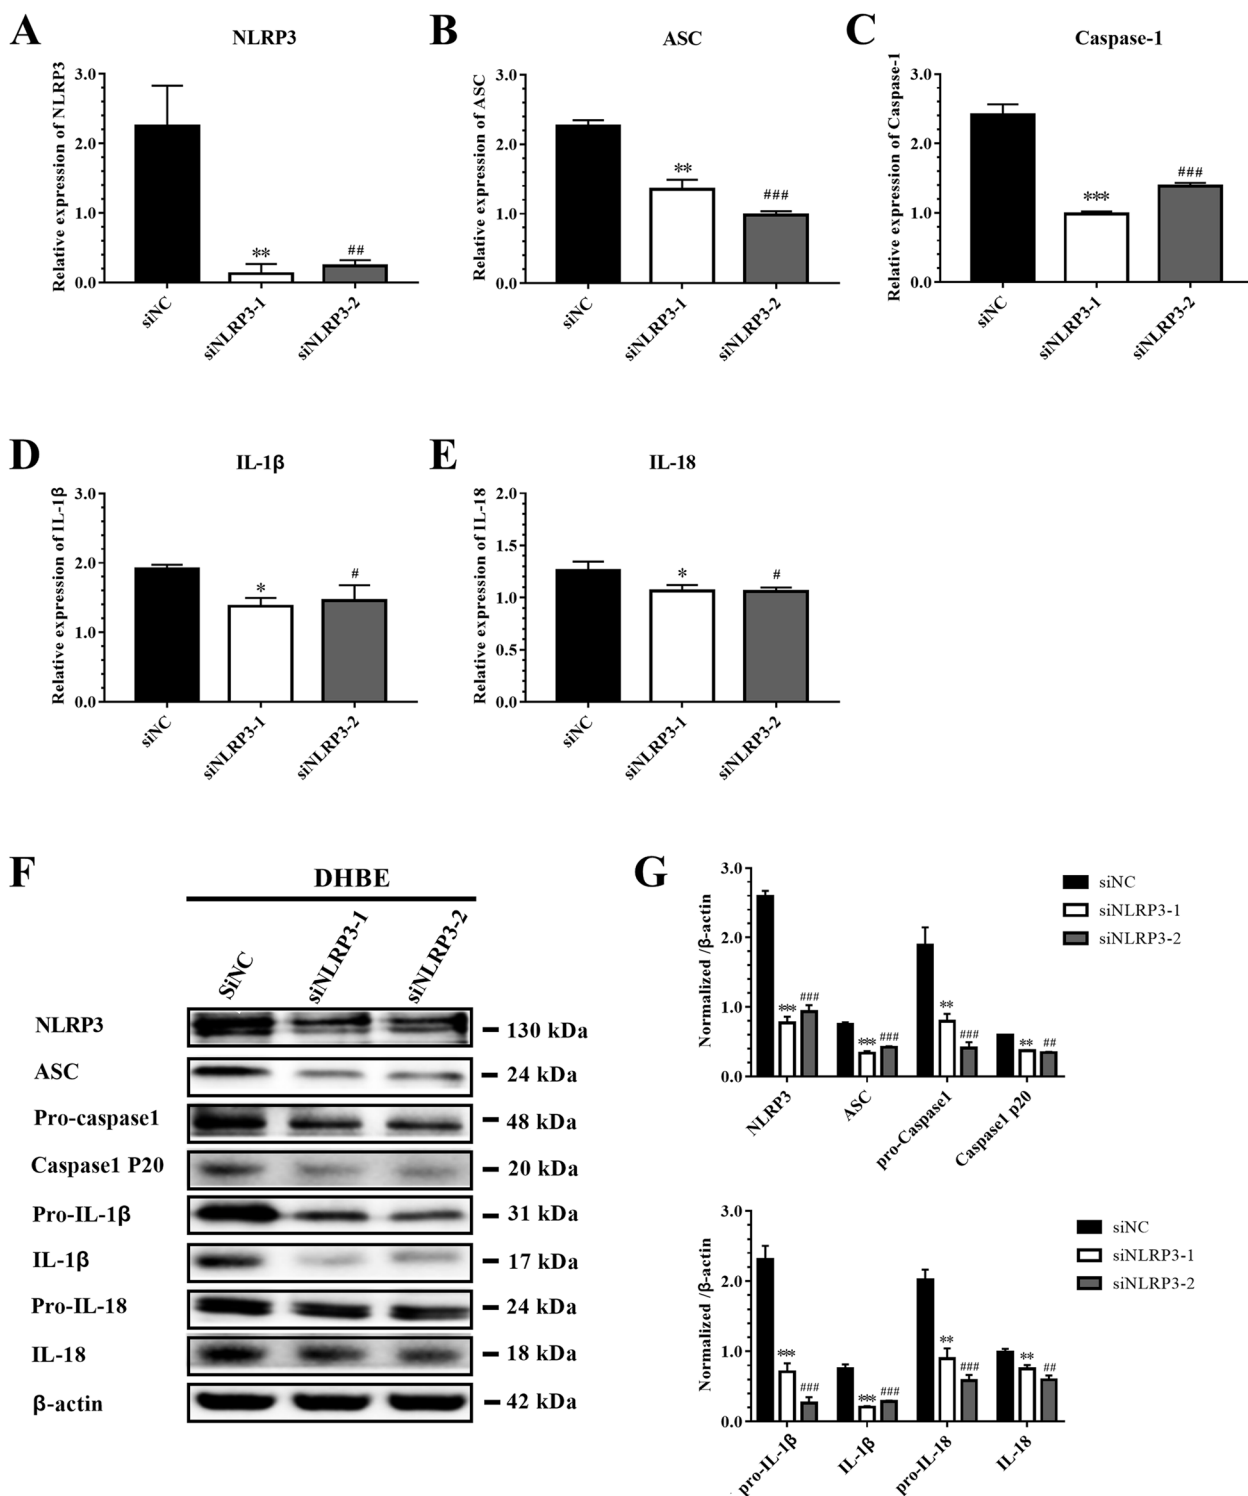 A
NLRP3
Relative expression of NLRP3
3.0
2.0
1.0
0.0
**
##
siNC
siNLRP3-1
siNLRP3-2
B
ASC
Relative expression of ASC
3.0
2.0
1.0
0.0
**
###
siNC
siNLRP3-1
siNLRP3-2
C
Caspase-1
Relative expression of Caspase-1
3.0
2.0
1.0
0.0
***
###
siNC
siNLRP3-1
siNLRP3-2
D
IL-1β
Relative expression of IL-1β
3.0
2.0
1.0
0.0
*
#
siNC
siNLRP3-1
siNLRP3-2
E
IL-18
Relative expression of IL-18
2.0
1.5
1.0
0.5
0.0
*
#
siNC
siNLRP3-1
siNLRP3-2
F
DHBE
SiNC
siNLRP3-1
siNLRP3-2
NLRP3
130 kDa
ASC
24 kDa
Pro-caspase1
48 kDa
Caspase1 P20
20 kDa
Pro-IL-1β
31 kDa
IL-1β
17 kDa
Pro-IL-18
24 kDa
IL-18
18 kDa
β-actin
42 kDa
G
Normalized /β-actin
3.0
2.0
1.0
0.0
*** ###
*** ###
** ###
** ##
NLRP3
ASC
pro-Caspase1
Caspase1 p20
siNC
siNLRP3-1
siNLRP3-2
Normalized /β-actin
3.0
2.0
1.0
0.0
*** ###
*** ###
** ###
** ##
pro-IL-1β
IL-1β
pro-IL-18
IL-18
siNC
siNLRP3-1
siNLRP3-2